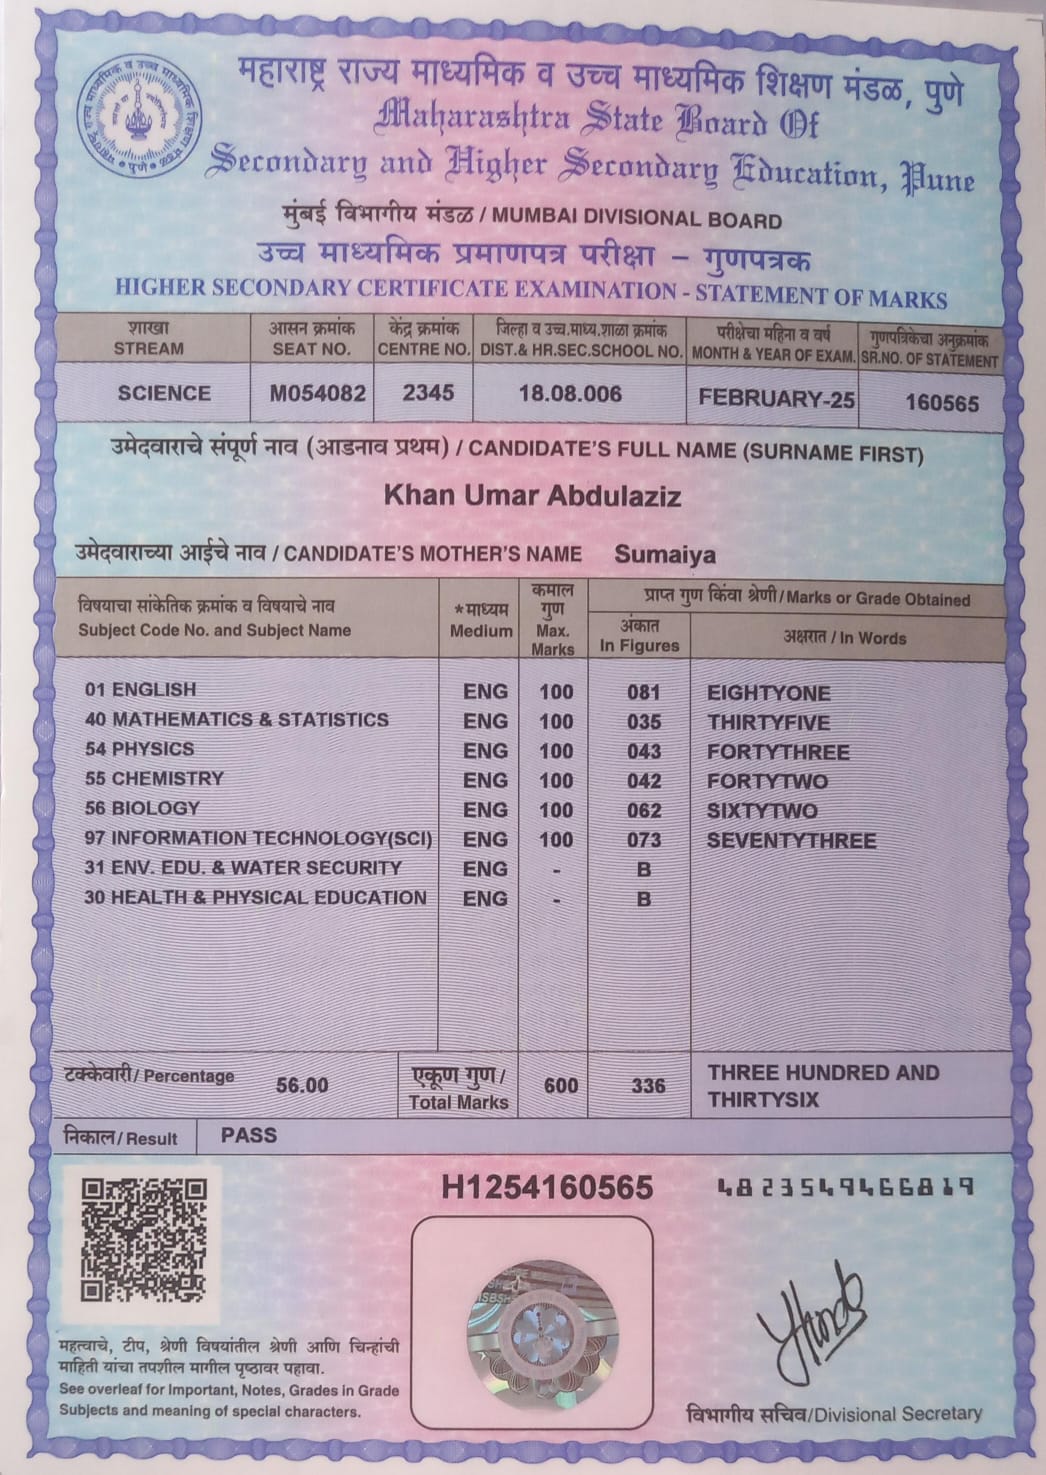 महाराष्ट्र राज्य माध्यमिक व उच्च माध्यमिक शिक्षण मंडळ, पुणे
Maharashtra State Board Of
Secondary and Higher Secondary Education, Pune
मुंबई विभागीय मंडळ / MUMBAI DIVISIONAL BOARD
उच्च माध्यमिक प्रमाणपत्र परीक्षा – गुणपत्रक
HIGHER SECONDARY CERTIFICATE EXAMINATION - STATEMENT OF MARKS
शाखा आसन क्रमांक केंद्र क्रमांक जिल्हा व उच्च.माध्य.शाळा क्रमांक परीक्षेचा महिना व वर्ष गुणपत्रिकेचा अनुक्रमांक
STREAM SEAT NO. CENTRE NO. DIST.& HR.SEC.SCHOOL NO. MONTH & YEAR OF EXAM. SR.NO. OF STATEMENT
SCIENCE M054082 2345 18.08.006 FEBRUARY-25 160565
उमेदवाराचे संपूर्ण नाव (आडनाव प्रथम) / CANDIDATE'S FULL NAME (SURNAME FIRST)
Khan Umar Abdulaziz
उमेदवाराच्या आईचे नाव / CANDIDATE'S MOTHER'S NAME Sumaiya
विषयाचा सांकेतिक क्रमांक व विषयाचे नाव
Subject Code No. and Subject Name
*माध्यम
Medium
कमाल
गुण
Max.
Marks
प्राप्त गुण किंवा श्रेणी/Marks or Grade Obtained
अंकात
In Figures
अक्षरात / In Words
01 ENGLISH ENG 100 081 EIGHTYONE
40 MATHEMATICS & STATISTICS ENG 100 035 THIRTYFIVE
54 PHYSICS ENG 100 043 FORTYTHREE
55 CHEMISTRY ENG 100 042 FORTYTWO
56 BIOLOGY ENG 100 062 SIXTYTWO
97 INFORMATION TECHNOLOGY(SCI) ENG 100 073 SEVENTYTHREE
31 ENV. EDU. & WATER SECURITY ENG - B
30 HEALTH & PHYSICAL EDUCATION ENG - B
टक्केवारी/ Percentage 56.00
एकूण गुण/
Total Marks
600 336
THREE HUNDRED AND
THIRTYSIX
निकाल/Result PASS
H1254160565 4823549466819
महत्वाचे, टीप, श्रेणी विषयांतील श्रेणी आणि चिन्हांची
माहिती यांचा तपशील मागील पृष्ठावर पहावा.
See overleaf for Important, Notes, Grades in Grade
Subjects and meaning of special characters.
विभागीय सचिव/Divisional Secretary